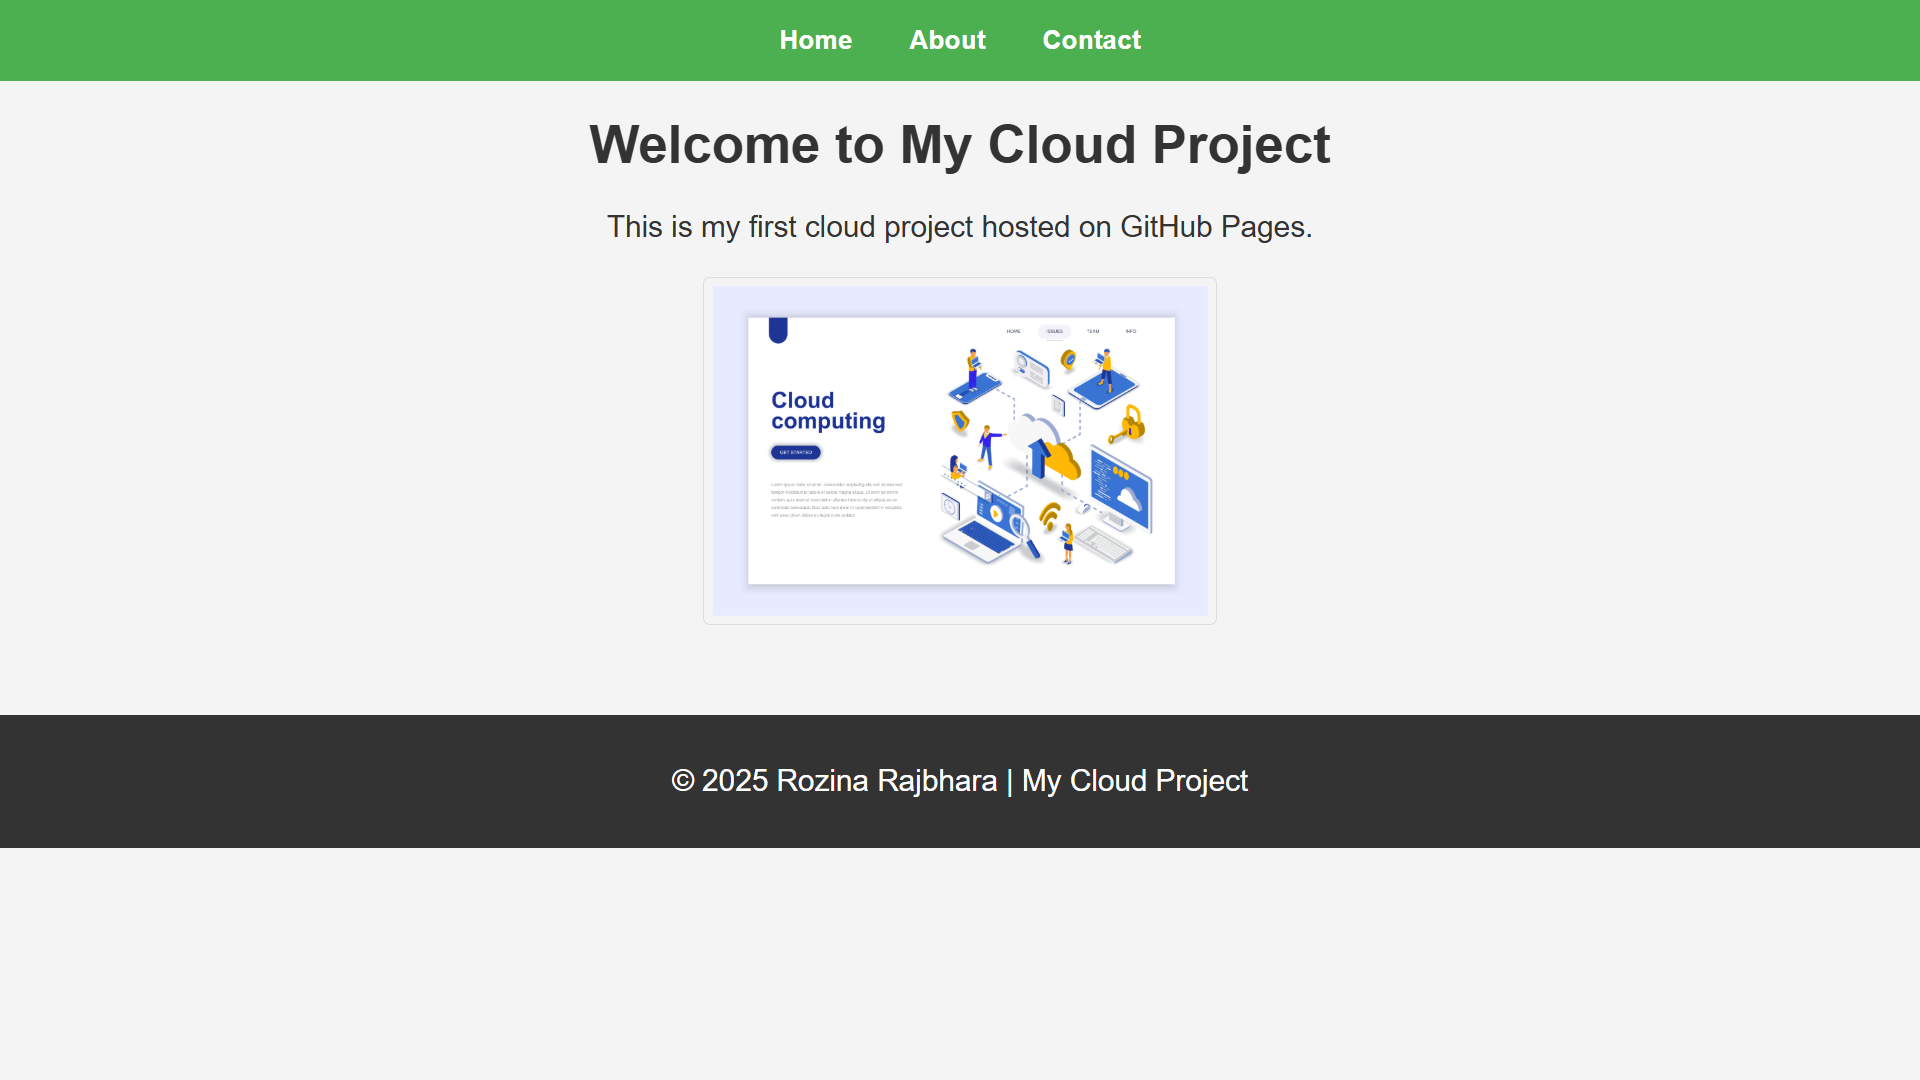 Home About Contact
Welcome to My Cloud Project
This is my first cloud project hosted on GitHub Pages.
HOME ISSUES TEAM INFO
Cloud
computing
GET STARTED
© 2025 Rozina Rajbhara | My Cloud Project